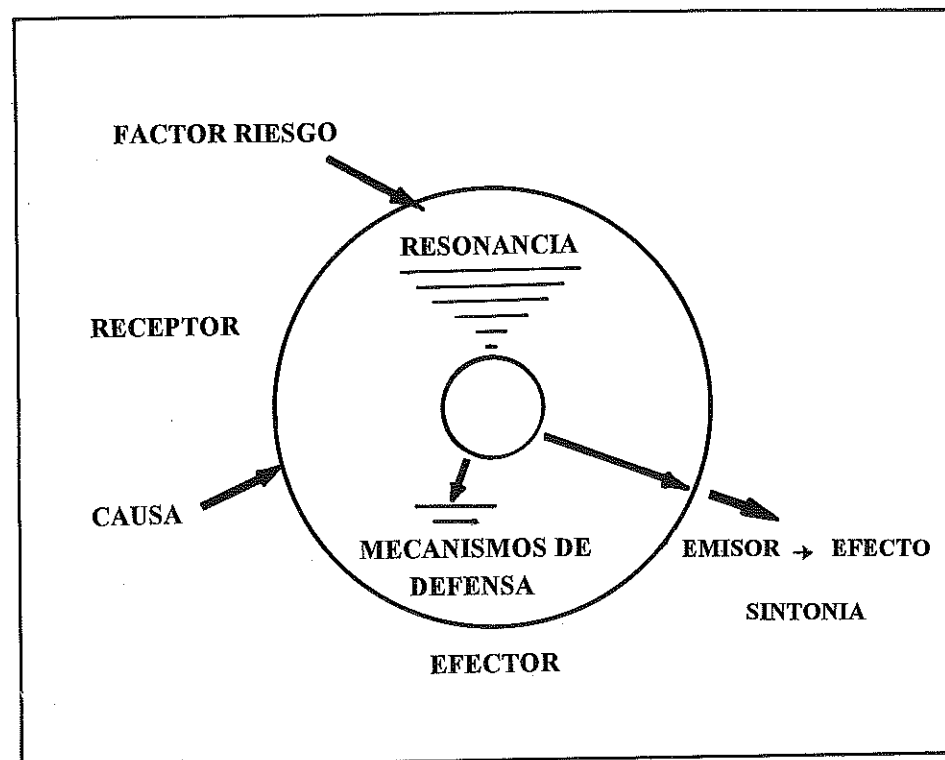 FACTOR RIESGO
RESONANCIA
RECEPTOR
CAUSA
MECANISMOS DE
DEFENSA
EMISOR → EFECTO
SINTONIA
EFECTOR